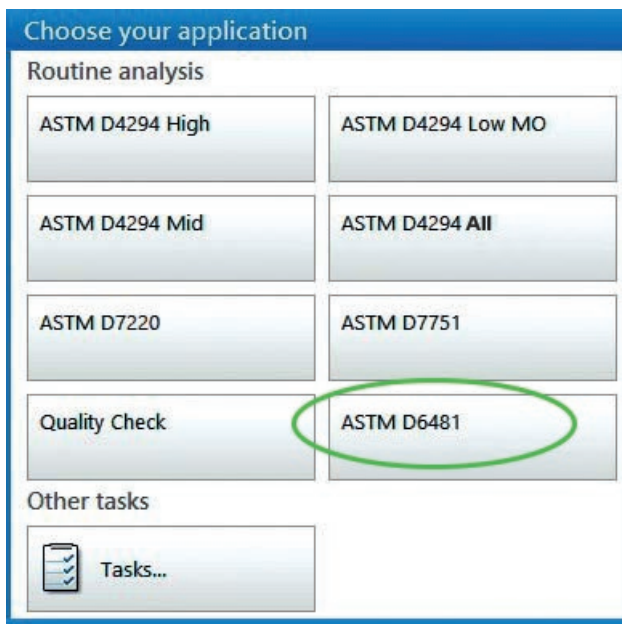 Choose your application
Routine analysis
ASTM D4294 High
ASTM D4294 Low MO
ASTM D4294 Mid
ASTM D4294 All
ASTM D7220
ASTM D7751
Quality Check
ASTM D6481
Other tasks
Tasks...